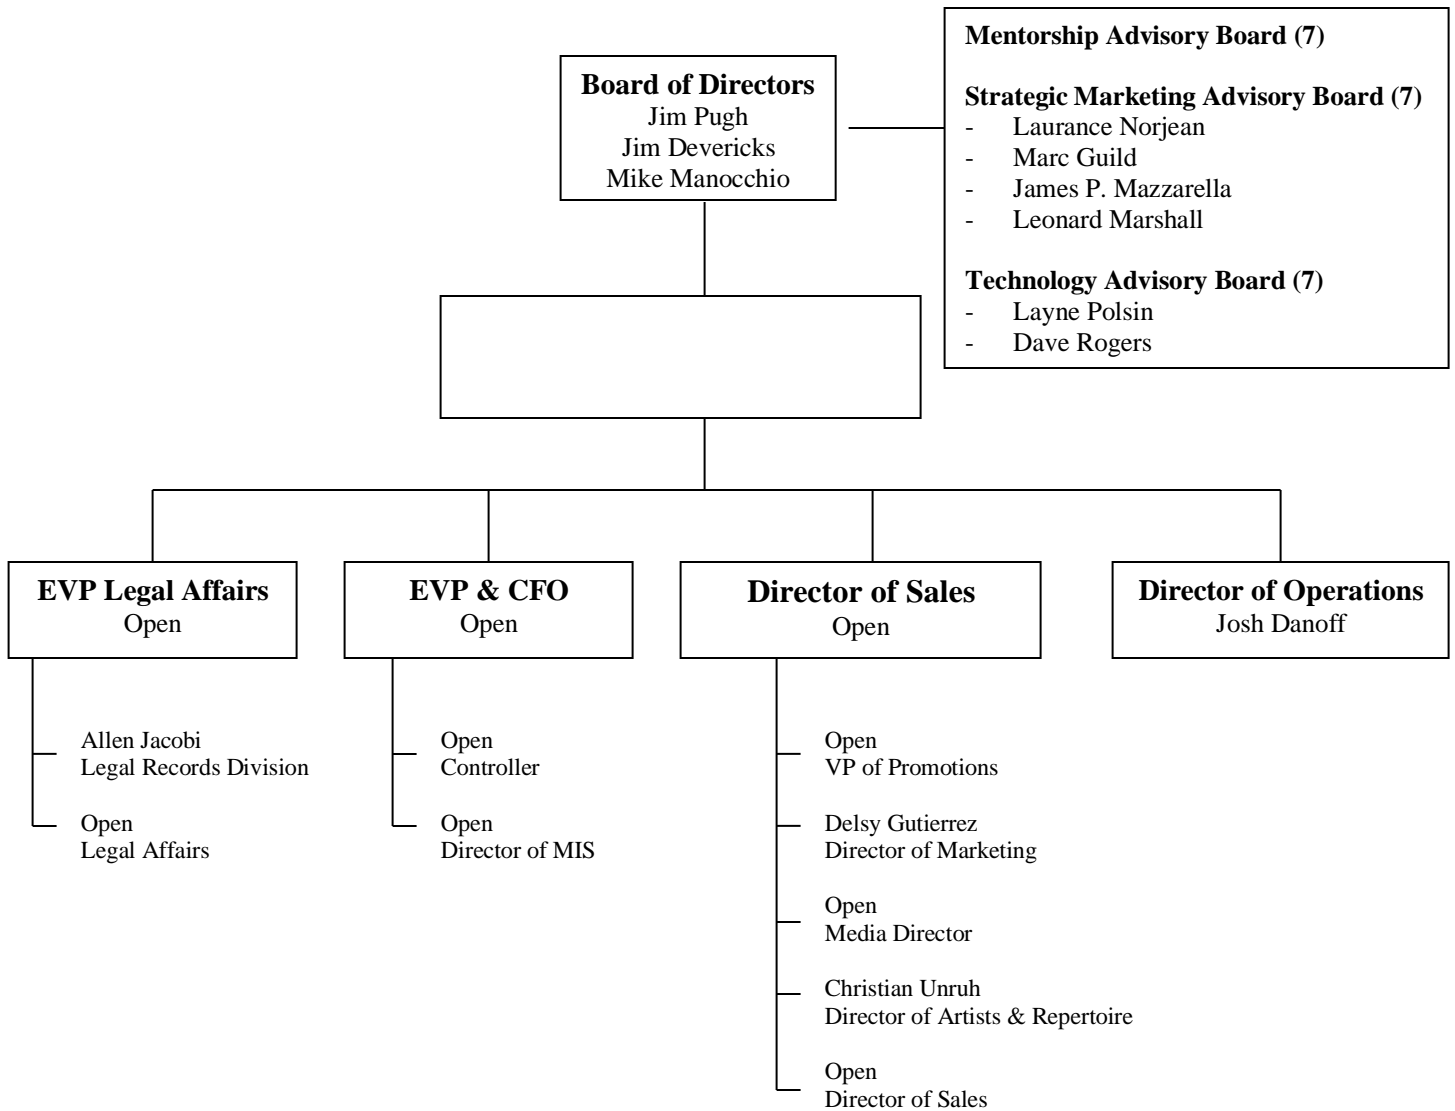 Mentorship Advisory Board (7)
Strategic Marketing Advisory Board (7)
- Laurance Norjean
- Marc Guild
- James P. Mazzarella
- Leonard Marshall
Technology Advisory Board (7)
- Layne Polsin
- Dave Rogers
Board of Directors
Jim Pugh
Jim Devericks
Mike Manocchio
EVP Legal Affairs
Open
Allen Jacobi
Legal Records Division
Open
Legal Affairs
EVP & CFO
Open
Open
Controller
Open
Director of MIS
Director of Sales
Open
Open
VP of Promotions
Delsy Gutierrez
Director of Marketing
Open
Media Director
Christian Unruh
Director of Artists & Repertoire
Open
Director of Sales
Director of Operations
Josh Danoff